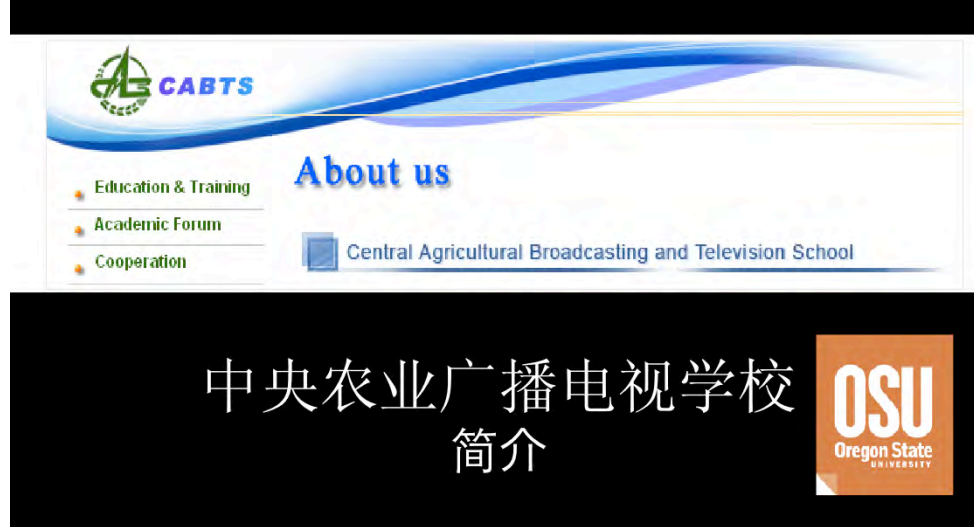 CABTS
About us
Education & Training
Academic Forum
Cooperation
Central Agricultural Broadcasting and Television School
中央农业广播电视学校
简介
OSU
Oregon State
UNIVERSITY